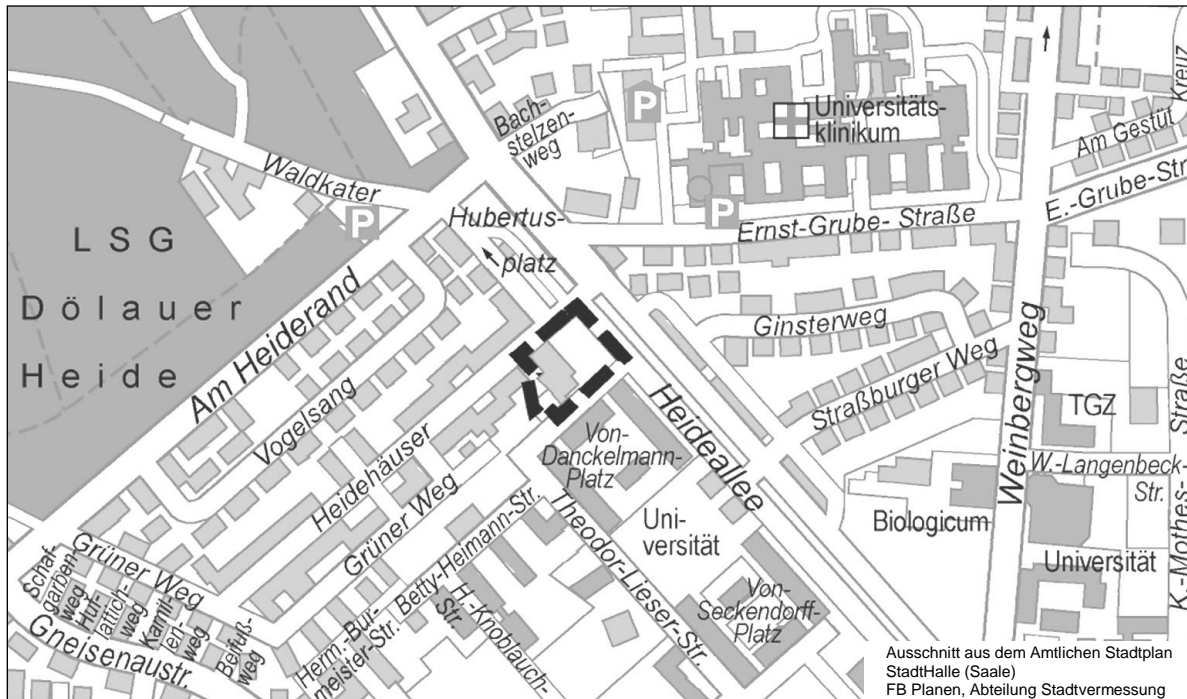 Bach-
stelzen-
weg
P
Universitäts-
klinikum
Kreuz
Am Gestüt
Waldkater
P
P
Hubertus-
platz
Ernst-Grube- Straße
E.-Grube-Str
LSG
Dölauer
Heide
Am Heiderand
Vogelsang
Ginsterweg
Straßburger Weg
Weinbergweg
Heideallee
TGZ
Straße
Heidehäuser
Von-
Danckelmann-
Platz
Grüner Weg
W.-Langenbeck-
Str.
Uni-
versität
Biologicum
Betty-Heimann-Str.
Theodor-Lieser-Str.
Universität
K.-Mothes-
Grüner Weg
Schaf-
garben-
weg
Huf-
lattich-
weg
Kamil-
len-
weg
Beifuß-
weg
Gneisenaustr.
Herm.-Bur-
meister-Str.
H.-Knoblauch-
Str.
Von-
Seckendorff-
Platz
Ausschnitt aus dem Amtlichen Stadtplan
StadtHalle (Saale)
FB Planen, Abteilung Stadtvermessung